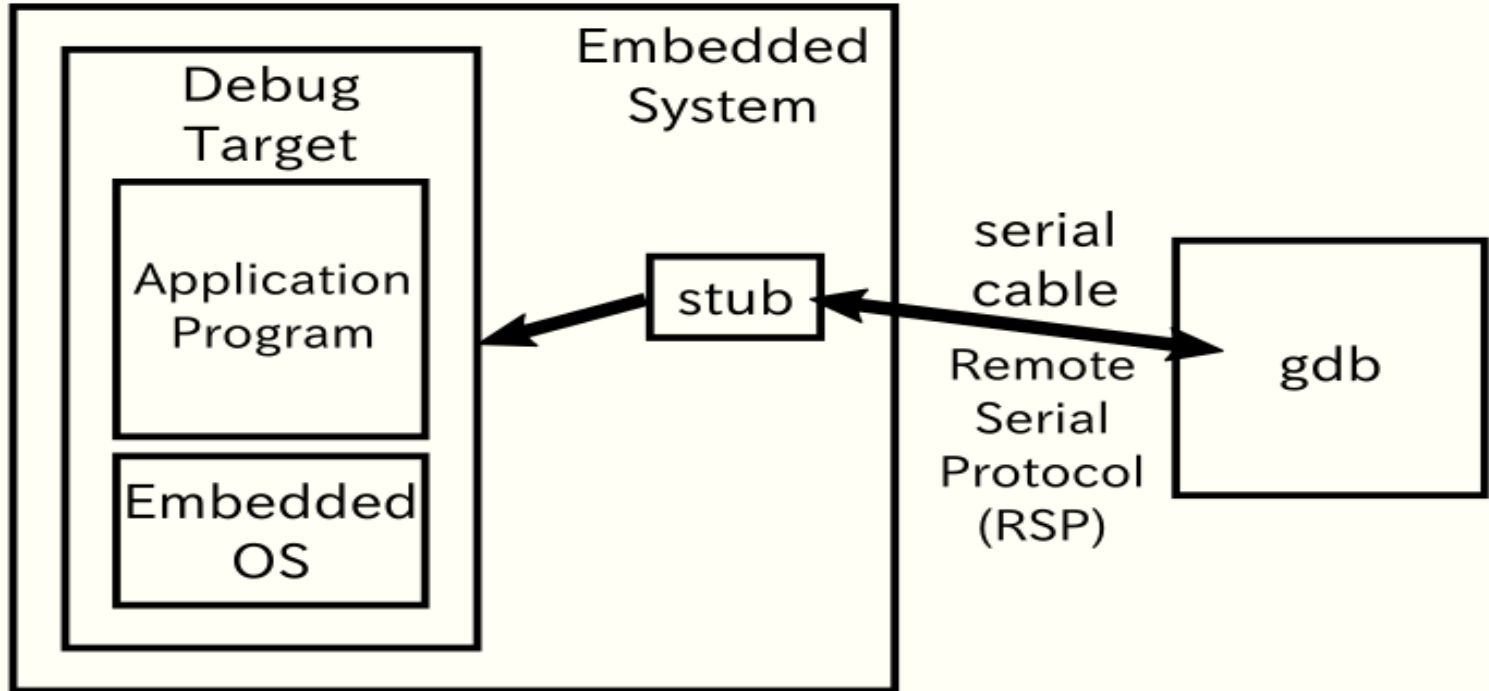 Embedded
System
Debug
Target
Application
Program
Embedded
OS
stub
serial
cable
Remote
Serial
Protocol
(RSP)
gdb